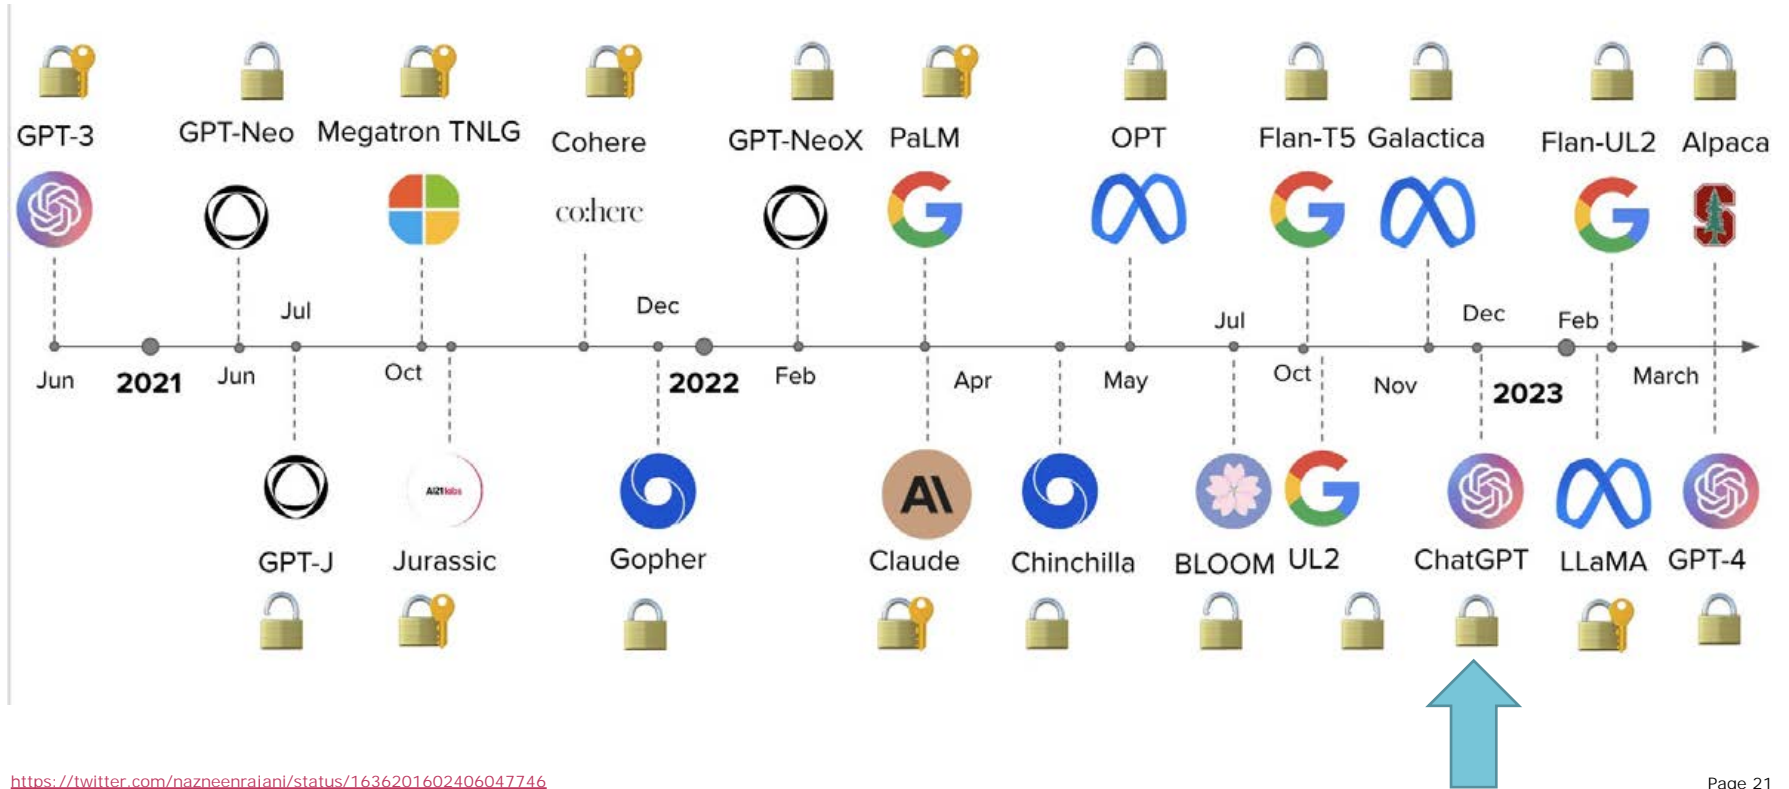 GPT-3
GPT-Neo
Megatron TNLG
Cohere
GPT-NeoX
PaLM
OPT
Flan-T5
Galactica
Flan-UL2
Alpaca
co:here
S
Jul
Dec
Jul
Dec
Feb
Jun
2021
Jun
Oct
2022
Feb
Apr
May
Oct
Nov
2023
March
AI21labs
AI
GPT-J
Jurassic
Gopher
Claude
Chinchilla
BLOOM
UL2
ChatGPT
LLaMA
GPT-4
https://twitter.com/nazneenrajani/status/1636201602406047746
Page 21